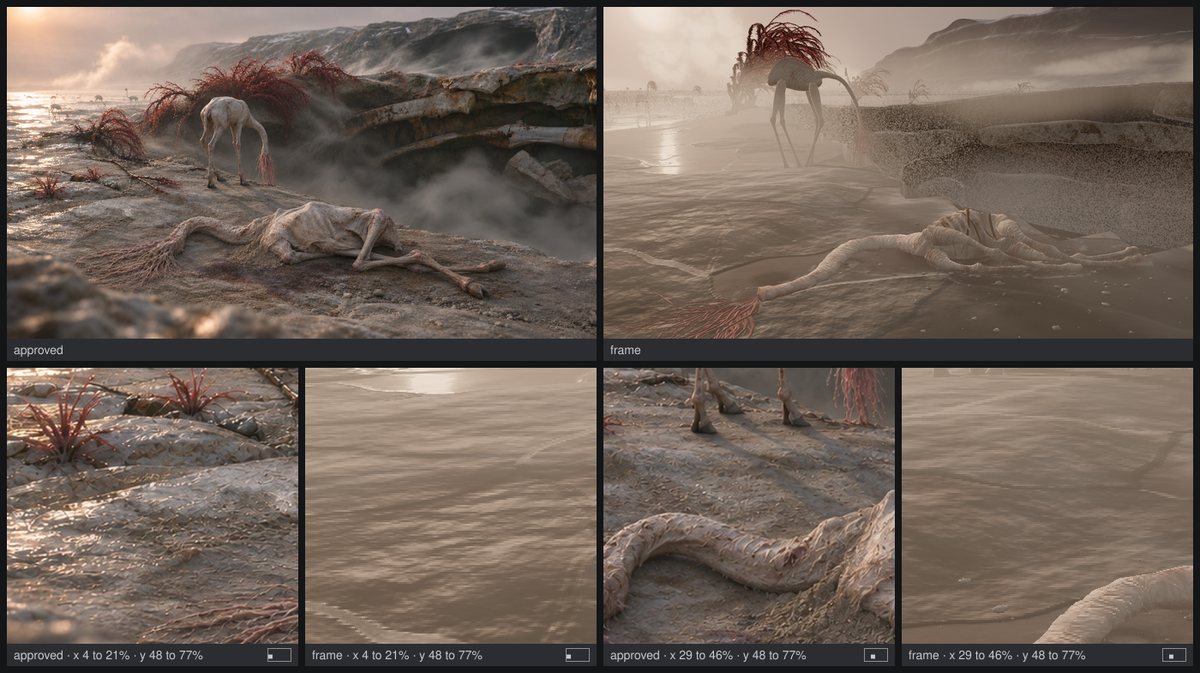 approved
frame
approved · x 4 to 21% · y 48 to 77%
frame · x 4 to 21% · y 48 to 77%
approved · x 29 to 46% · y 48 to 77%
frame · x 29 to 46% · y 48 to 77%